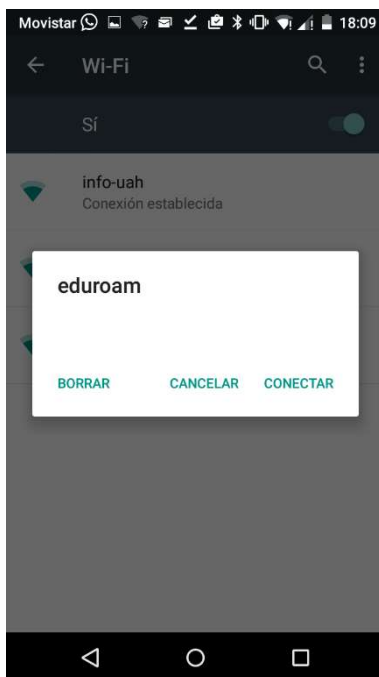 Movistar 18:09
Wi-Fi
Sí
info-uah
Conexión establecida
eduroam
BORRAR CANCELAR CONECTAR